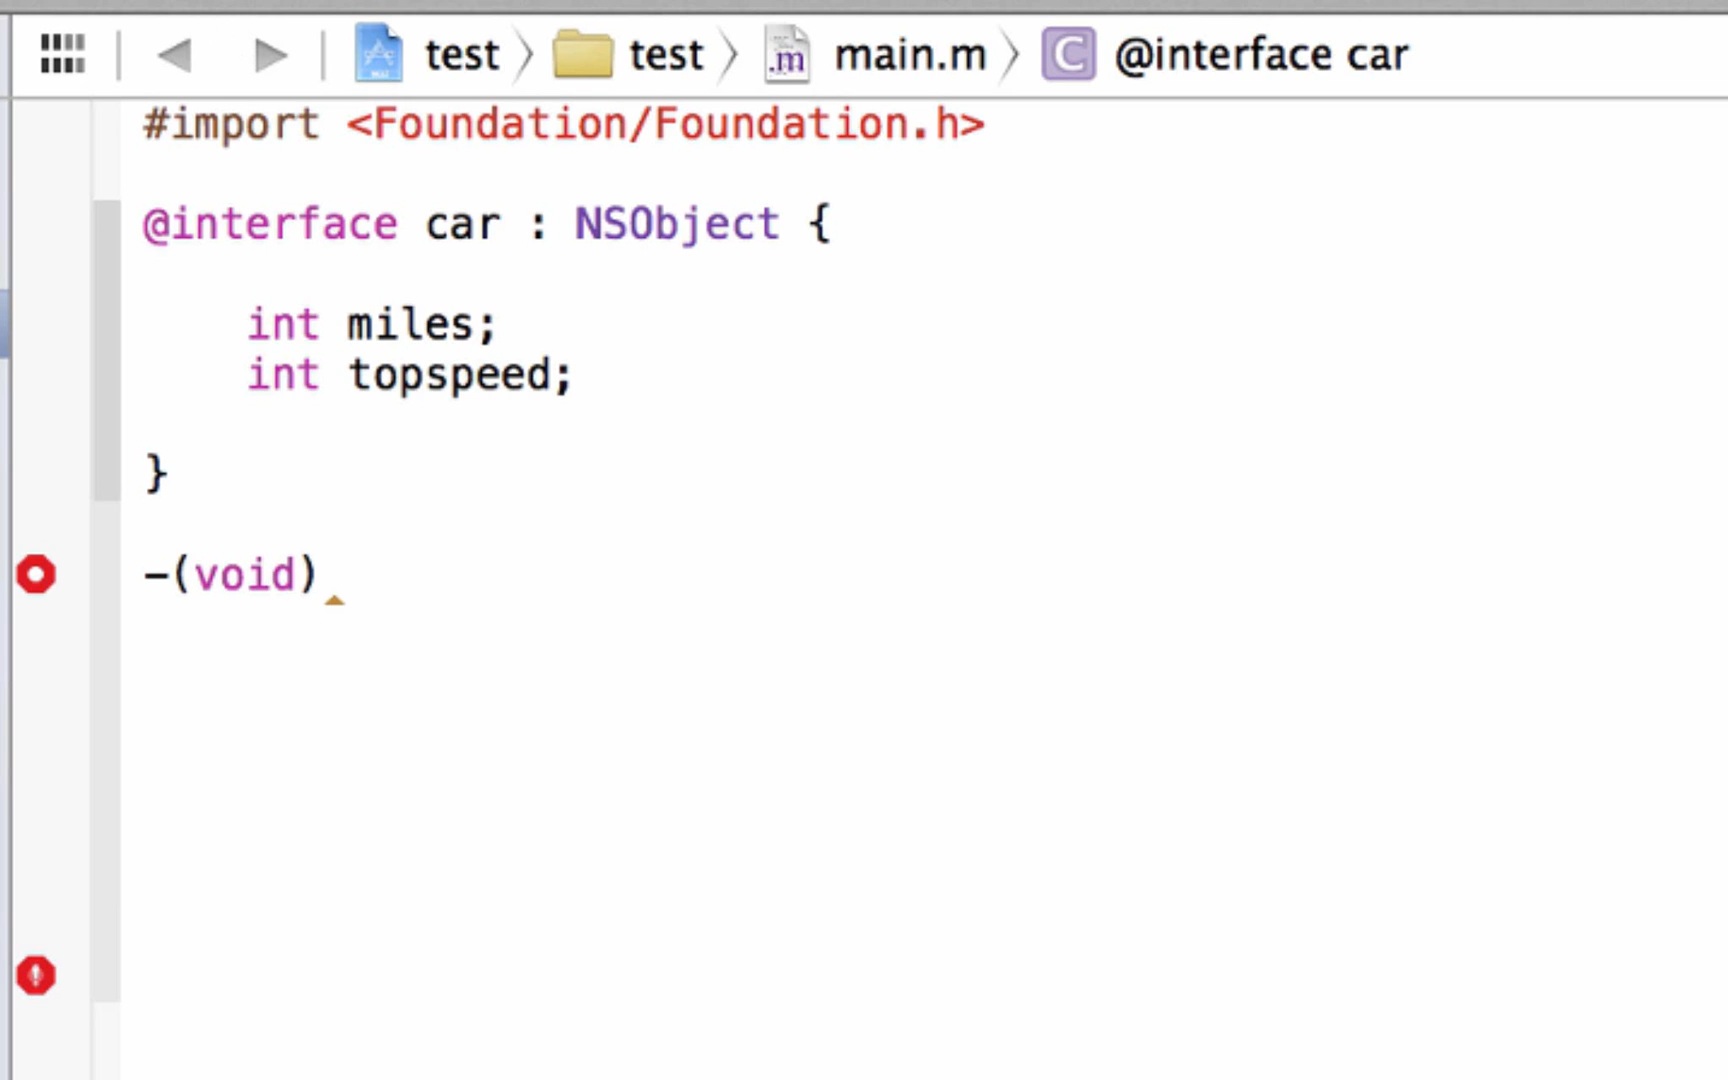 test test main.m C @interface car
#import <Foundation/Foundation.h>
@interface car : NSObject {
int miles;
int topspeed;
}
-(void)